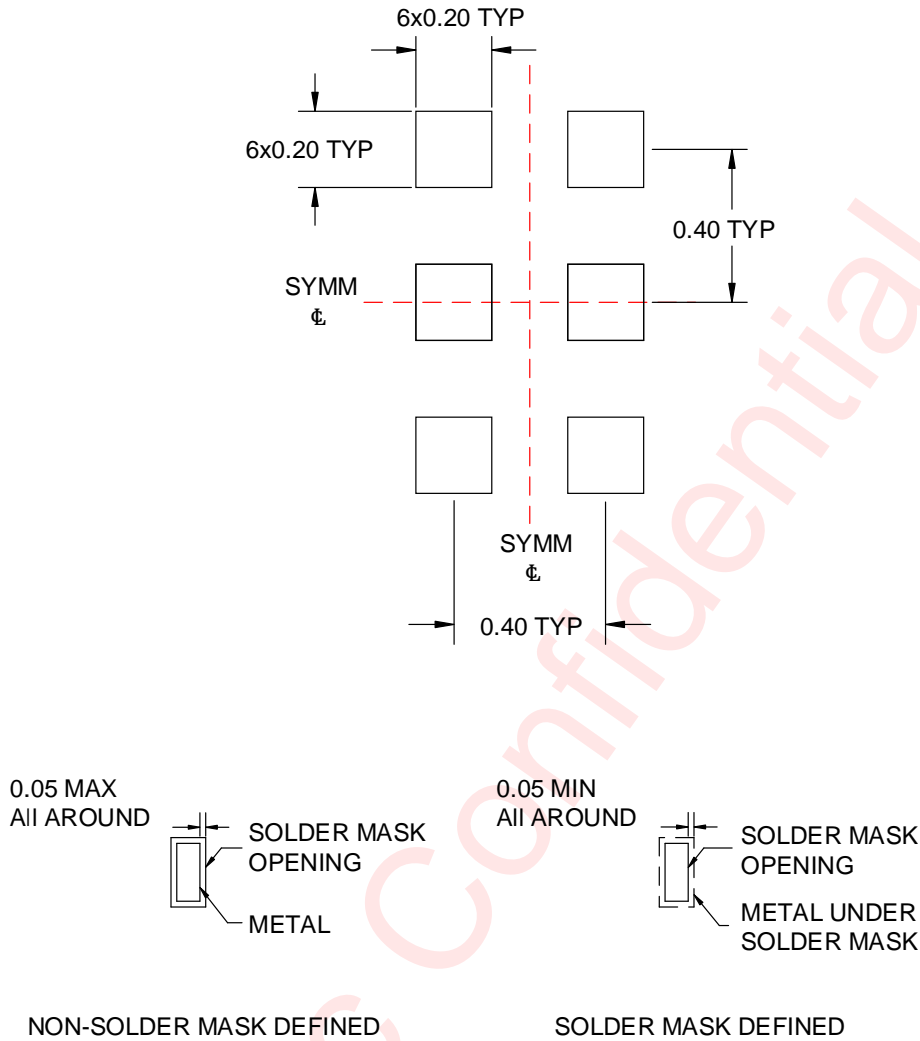 6x0.20 TYP
6x0.20 TYP
0.40 TYP
SYMM
℄
SYMM
℄
0.40 TYP
0.05 MAX
All AROUND
SOLDER MASK
OPENING
METAL
0.05 MIN
All AROUND
SOLDER MASK
OPENING
METAL UNDER
SOLDER MASK
NON-SOLDER MASK DEFINED
SOLDER MASK DEFINED
c Confidential